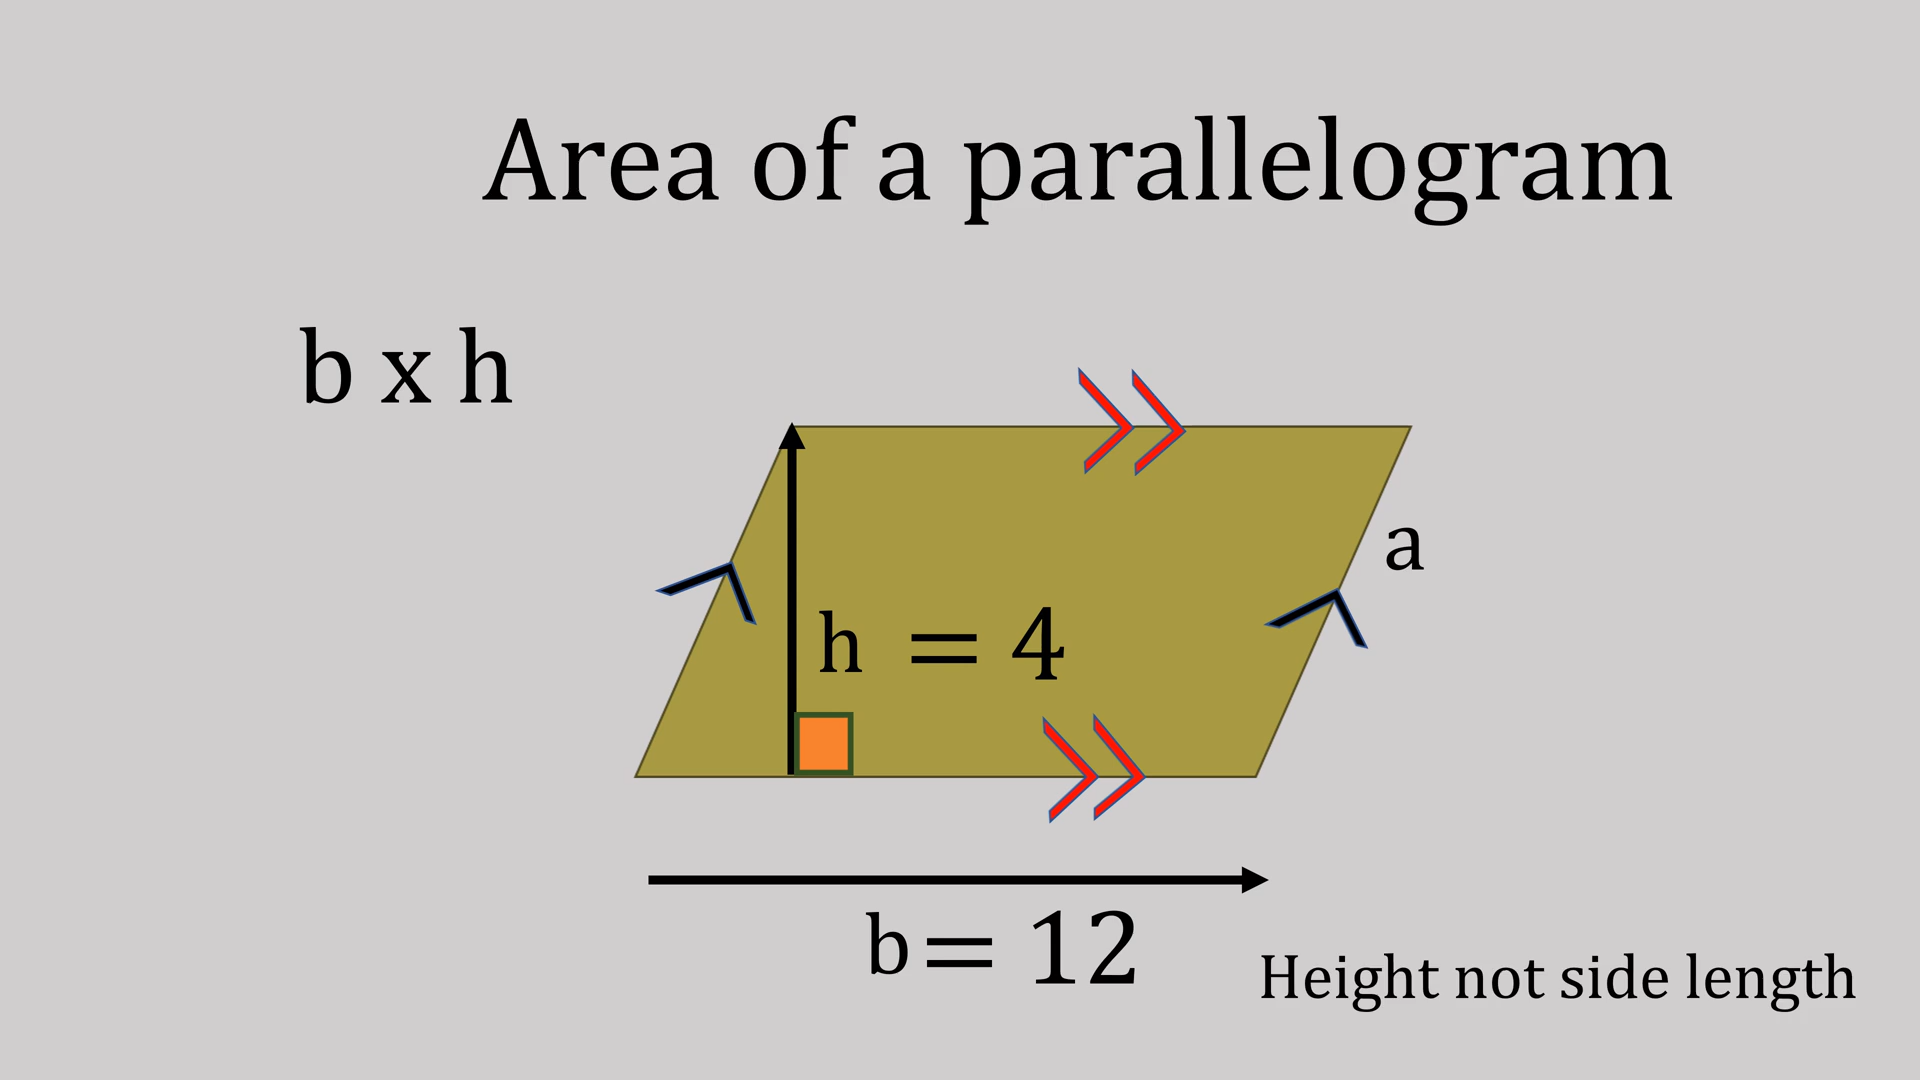 Area of a parallelogram
b x h
a
h = 4
b = 12
Height not side length